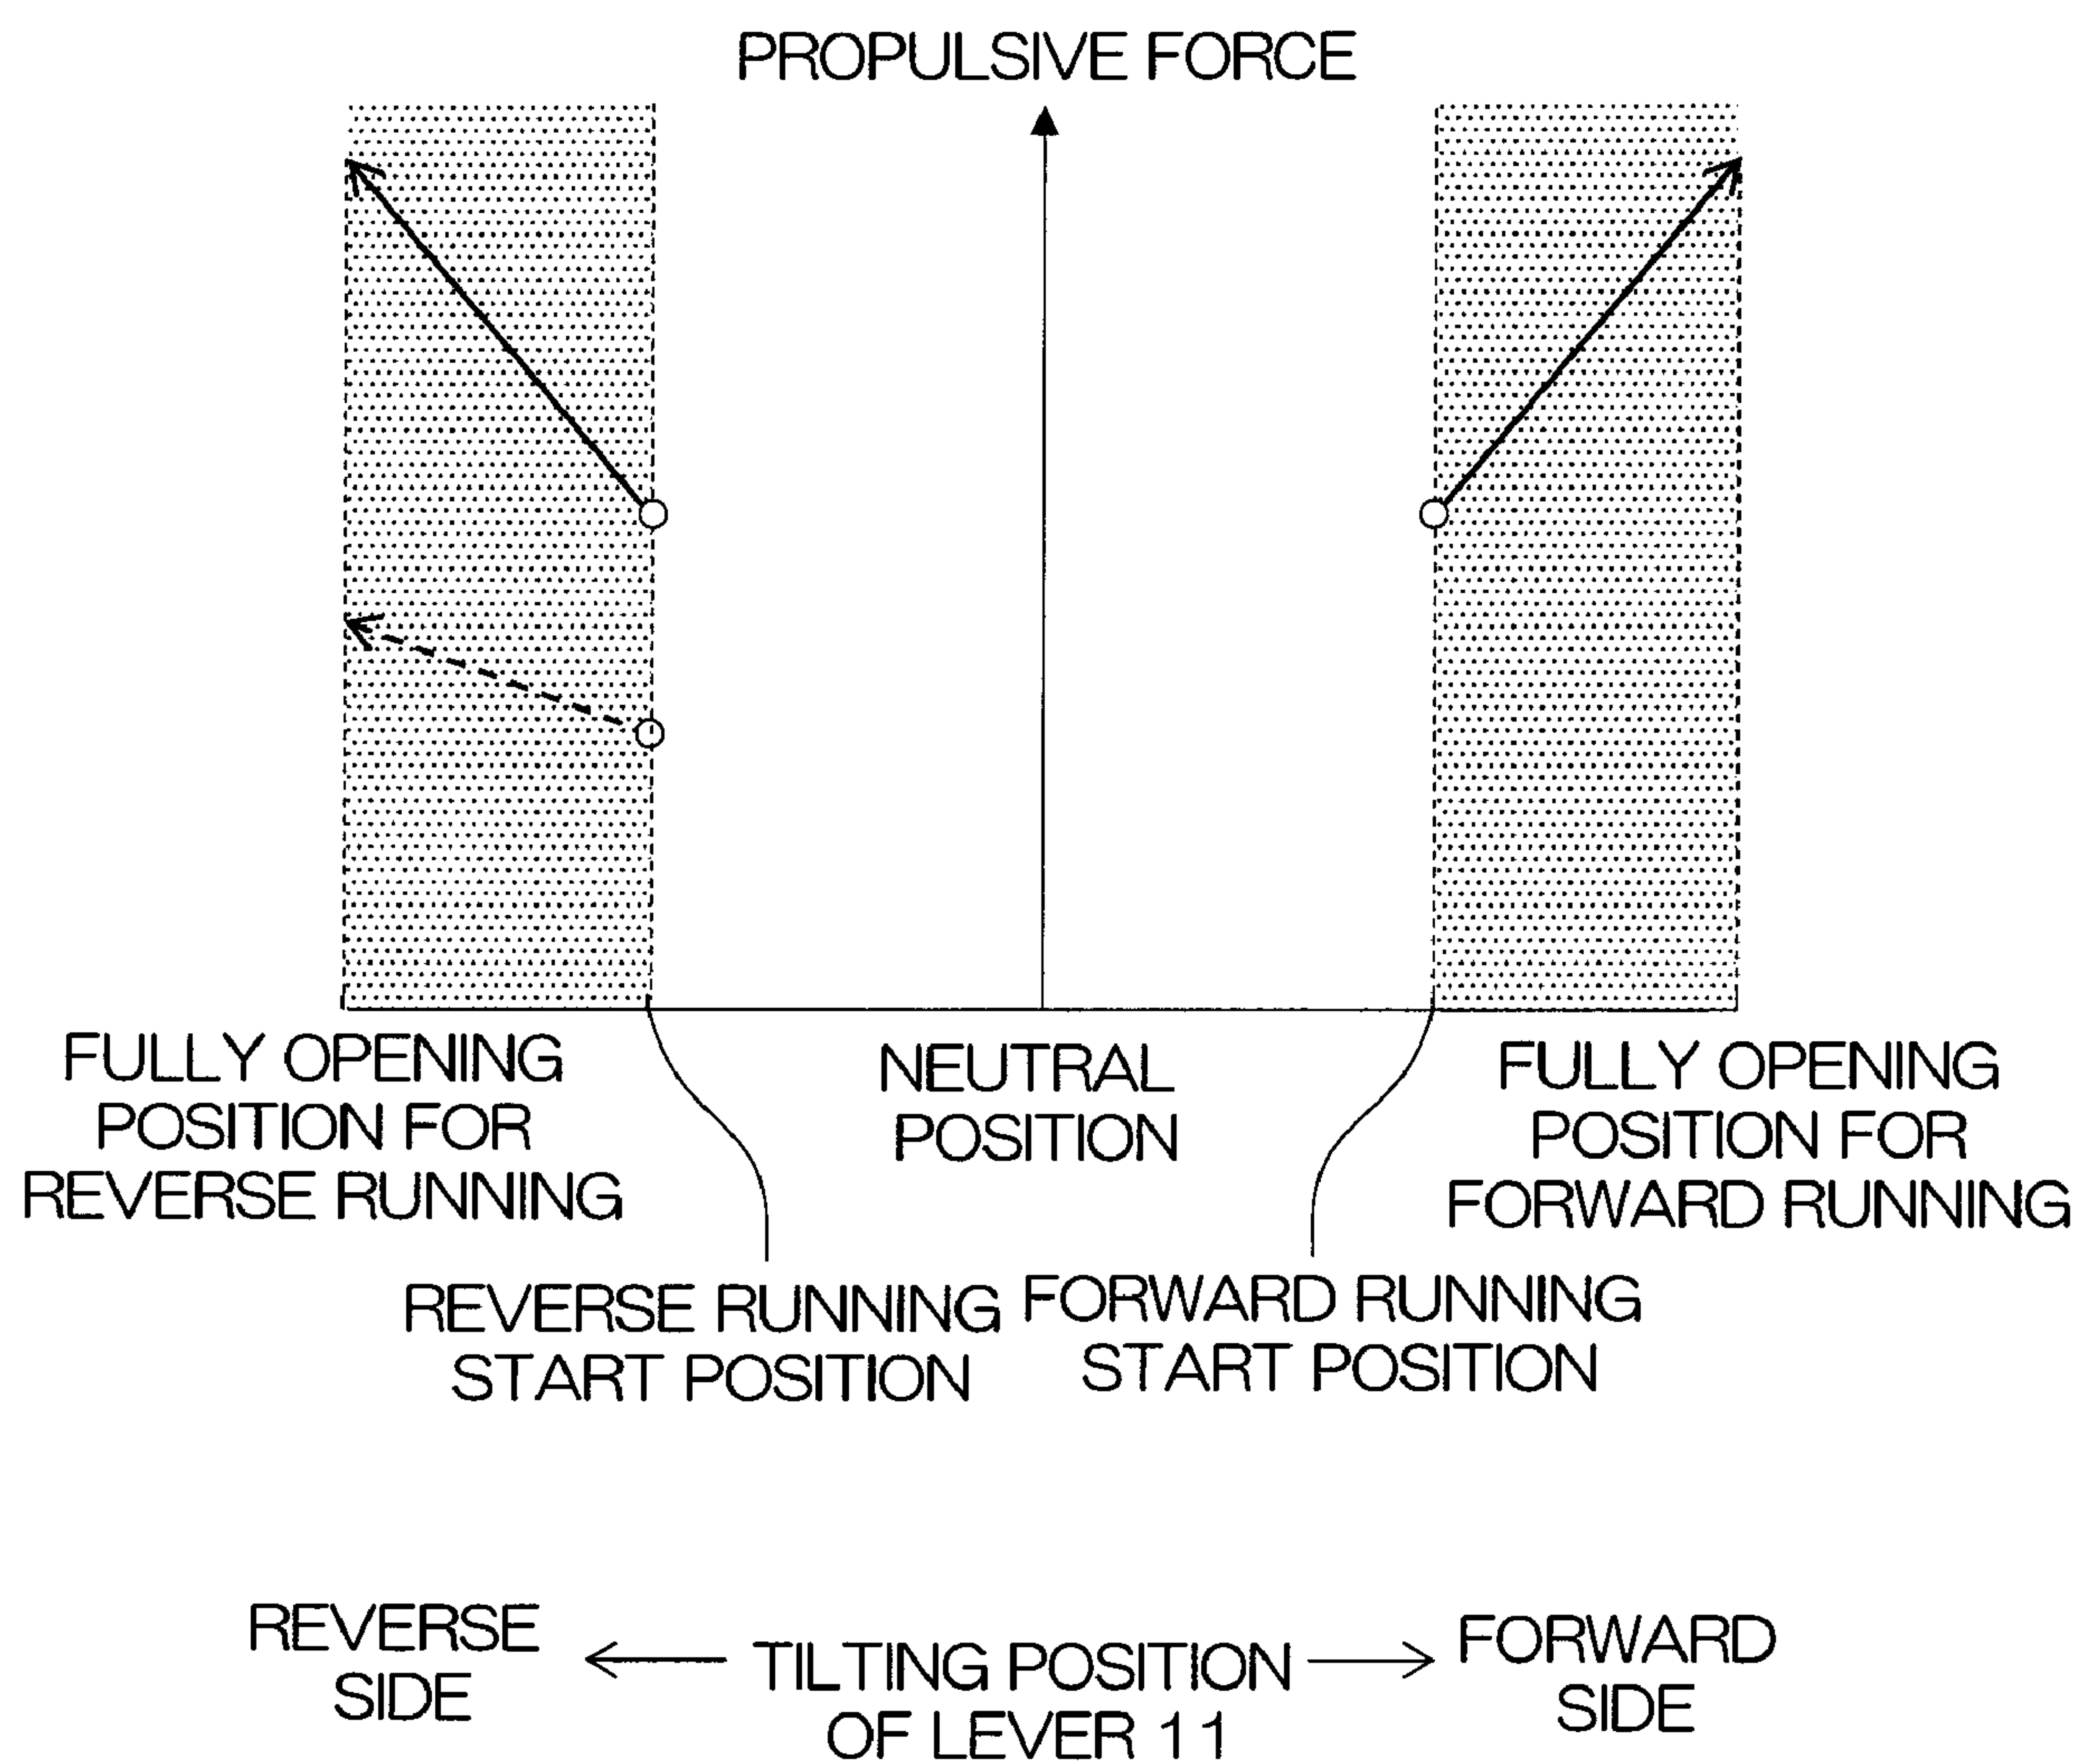 PROPULSIVE FORCE
FULLY OPENING
POSITION FOR
REVERSE RUNNING
NEUTRAL
POSITION
FULLY OPENING
POSITION FOR
FORWARD RUNNING
REVERSE RUNNING
START POSITION
FORWARD RUNNING
START POSITION
REVERSE
SIDE
TILTING POSITION
OF LEVER 11
FORWARD
SIDE